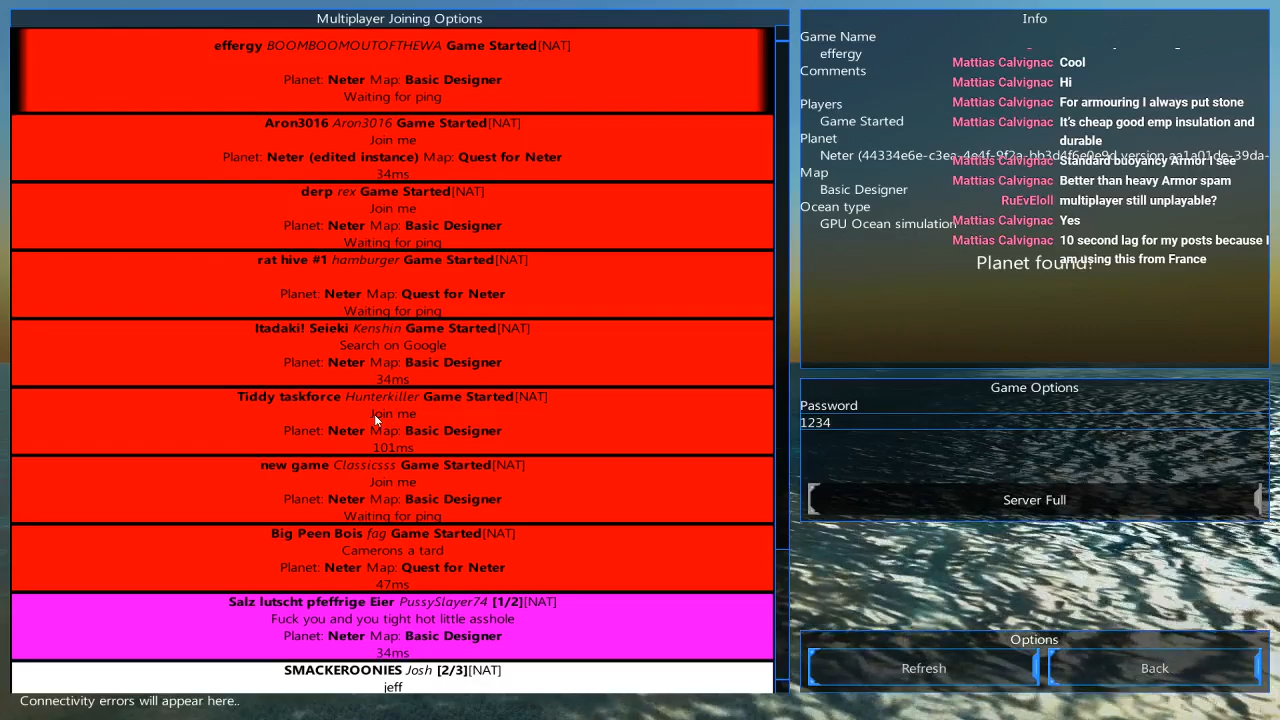 Multiplayer Joining Options
effergy BOOMBOOMOUTOFTHEWA Game Started[NAT]
Planet: Neter Map: Basic Designer
Waiting for ping
Aron3016 Aron3016 Game Started[NAT]
Join me
Planet: Neter (edited instance) Map: Quest for Neter
34ms
derp rex Game Started[NAT]
Join me
Planet: Neter Map: Basic Designer
Waiting for ping
rat hive #1 hamburger Game Started[NAT]
Planet: Neter Map: Quest for Neter
Waiting for ping
Itadaki! Seieki Kenshin Game Started[NAT]
Search on Google
Planet: Neter Map: Basic Designer
34ms
Tiddy taskforce Hunterkiller Game Started[NAT]
Join me
Planet: Neter Map: Basic Designer
101ms
new game Classicsss Game Started[NAT]
Join me
Planet: Neter Map: Basic Designer
Waiting for ping
Big Peen Bois fag Game Started[NAT]
Camerons a tard
Planet: Neter Map: Quest for Neter
47ms
Salz lutscht pfeffrige Eier PussySlayer74 [1/2][NAT]
Fuck you and you tight hot little asshole
Planet: Neter Map: Basic Designer
34ms
SMACKEROONIES Josh [2/3][NAT]
jeff
Connectivity errors will appear here..
Info
Game Name
effergy
Comments
Players
Game Started
Planet
Neter (44334e6e-c3ea-4e4f-9f2a-bb3d4f6e0e9d version aa1a01de-39da-
Map
Basic Designer
Ocean type
GPU Ocean simulation
Mattias Calvignac Cool
Mattias Calvignac Hi
Mattias Calvignac For armouring I always put stone
Mattias Calvignac It's cheap good emp insulation and
durable
Mattias Calvignac Standard buoyancy Armor I see
Mattias Calvignac Better than heavy Armor spam
RuEvEloll multiplayer still unplayable?
Mattias Calvignac Yes
Mattias Calvignac 10 second lag for my posts because I
am using this from France
Planet found!
Game Options
Password
1234
Server Full
Options
Refresh
Back